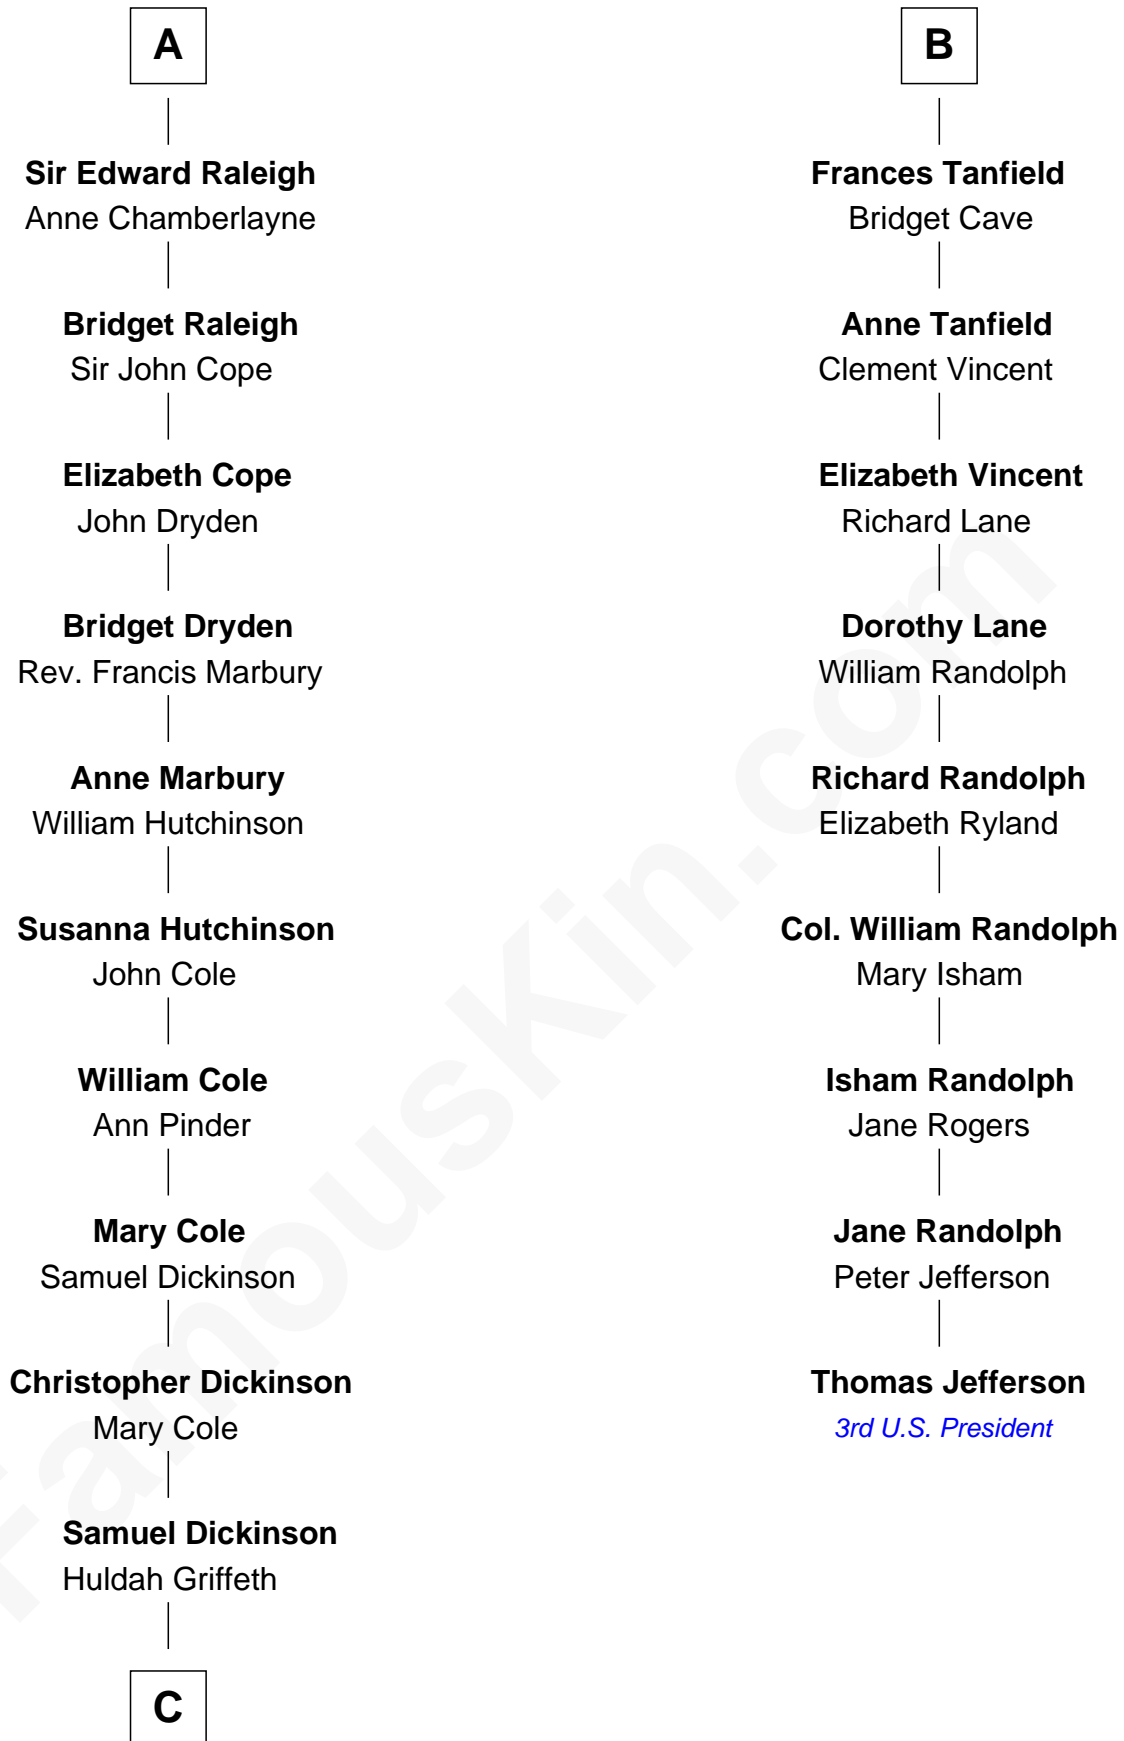 A
Sir Edward Raleigh
Anne Chamberlayne
Bridget Raleigh
Sir John Cope
Elizabeth Cope
John Dryden
Bridget Dryden
Rev. Francis Marbury
Anne Marbury
William Hutchinson
Susanna Hutchinson
John Cole
William Cole
Ann Pinder
Mary Cole
Samuel Dickinson
Christopher Dickinson
Mary Cole
Samuel Dickinson
Huldah Griffeth
C
B
Frances Tanfield
Bridget Cave
Anne Tanfield
Clement Vincent
Elizabeth Vincent
Richard Lane
Dorothy Lane
William Randolph
Richard Randolph
Elizabeth Ryland
Col. William Randolph
Mary Isham
Isham Randolph
Jane Rogers
Jane Randolph
Peter Jefferson
Thomas Jefferson
3rd U.S. President
FamousKin.com